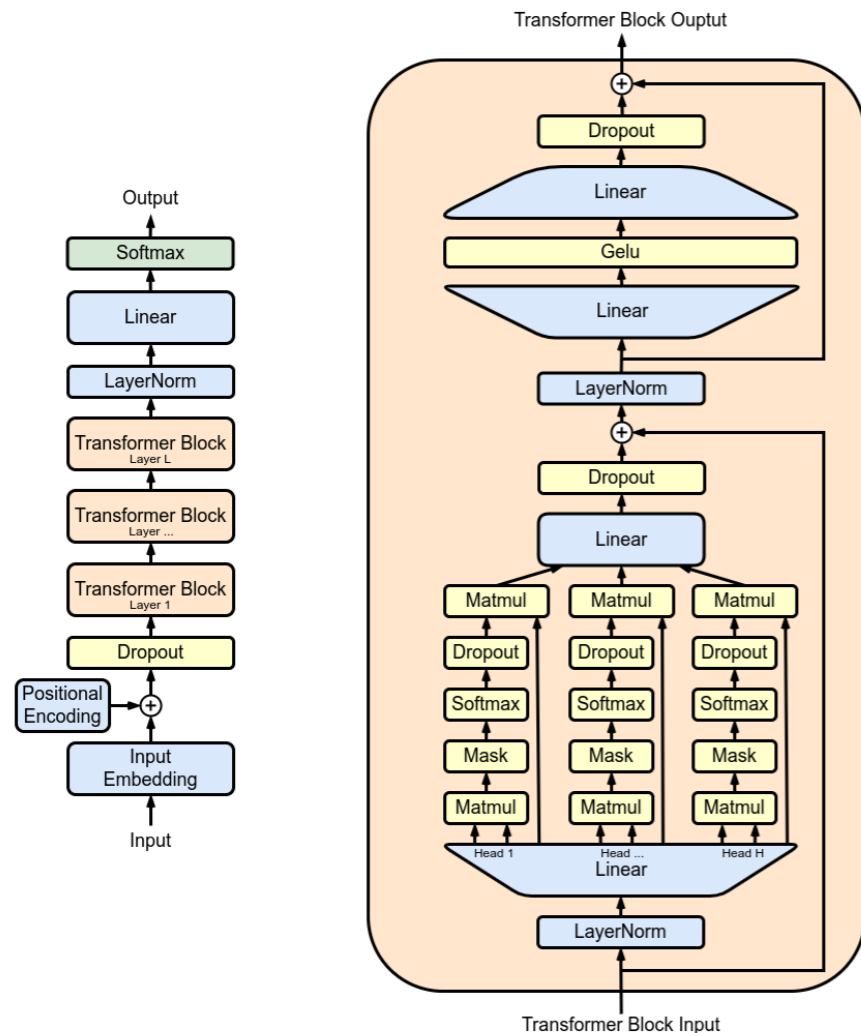 Output
Softmax
Linear
LayerNorm
Transformer Block
Layer L
Transformer Block
Layer ...
Transformer Block
Layer 1
Dropout
Positional
Encoding
+
Input
Embedding
Input
Transformer Block Ouptut
+
Dropout
Linear
Gelu
Linear
LayerNorm
+
Dropout
Linear
Matmul Matmul Matmul
Dropout Dropout Dropout
Softmax Softmax Softmax
Mask Mask Mask
Matmul Matmul Matmul
Head 1 Head ... Head H
Linear
LayerNorm
Transformer Block Input